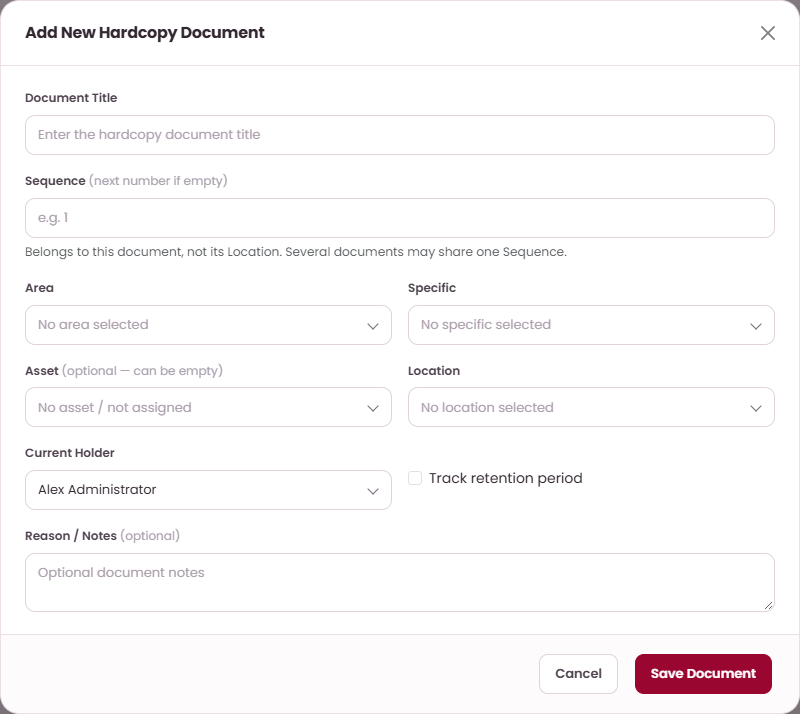 Add New Hardcopy Document
Document Title
Enter the hardcopy document title
Sequence (next number if empty)
e.g. 1
Belongs to this document, not its Location. Several documents may share one Sequence.
Area
Specific
No area selected
No specific selected
Asset (optional — can be empty)
Location
No asset / not assigned
No location selected
Current Holder
Alex Administrator
Track retention period
Reason / Notes (optional)
Optional document notes
Cancel
Save Document